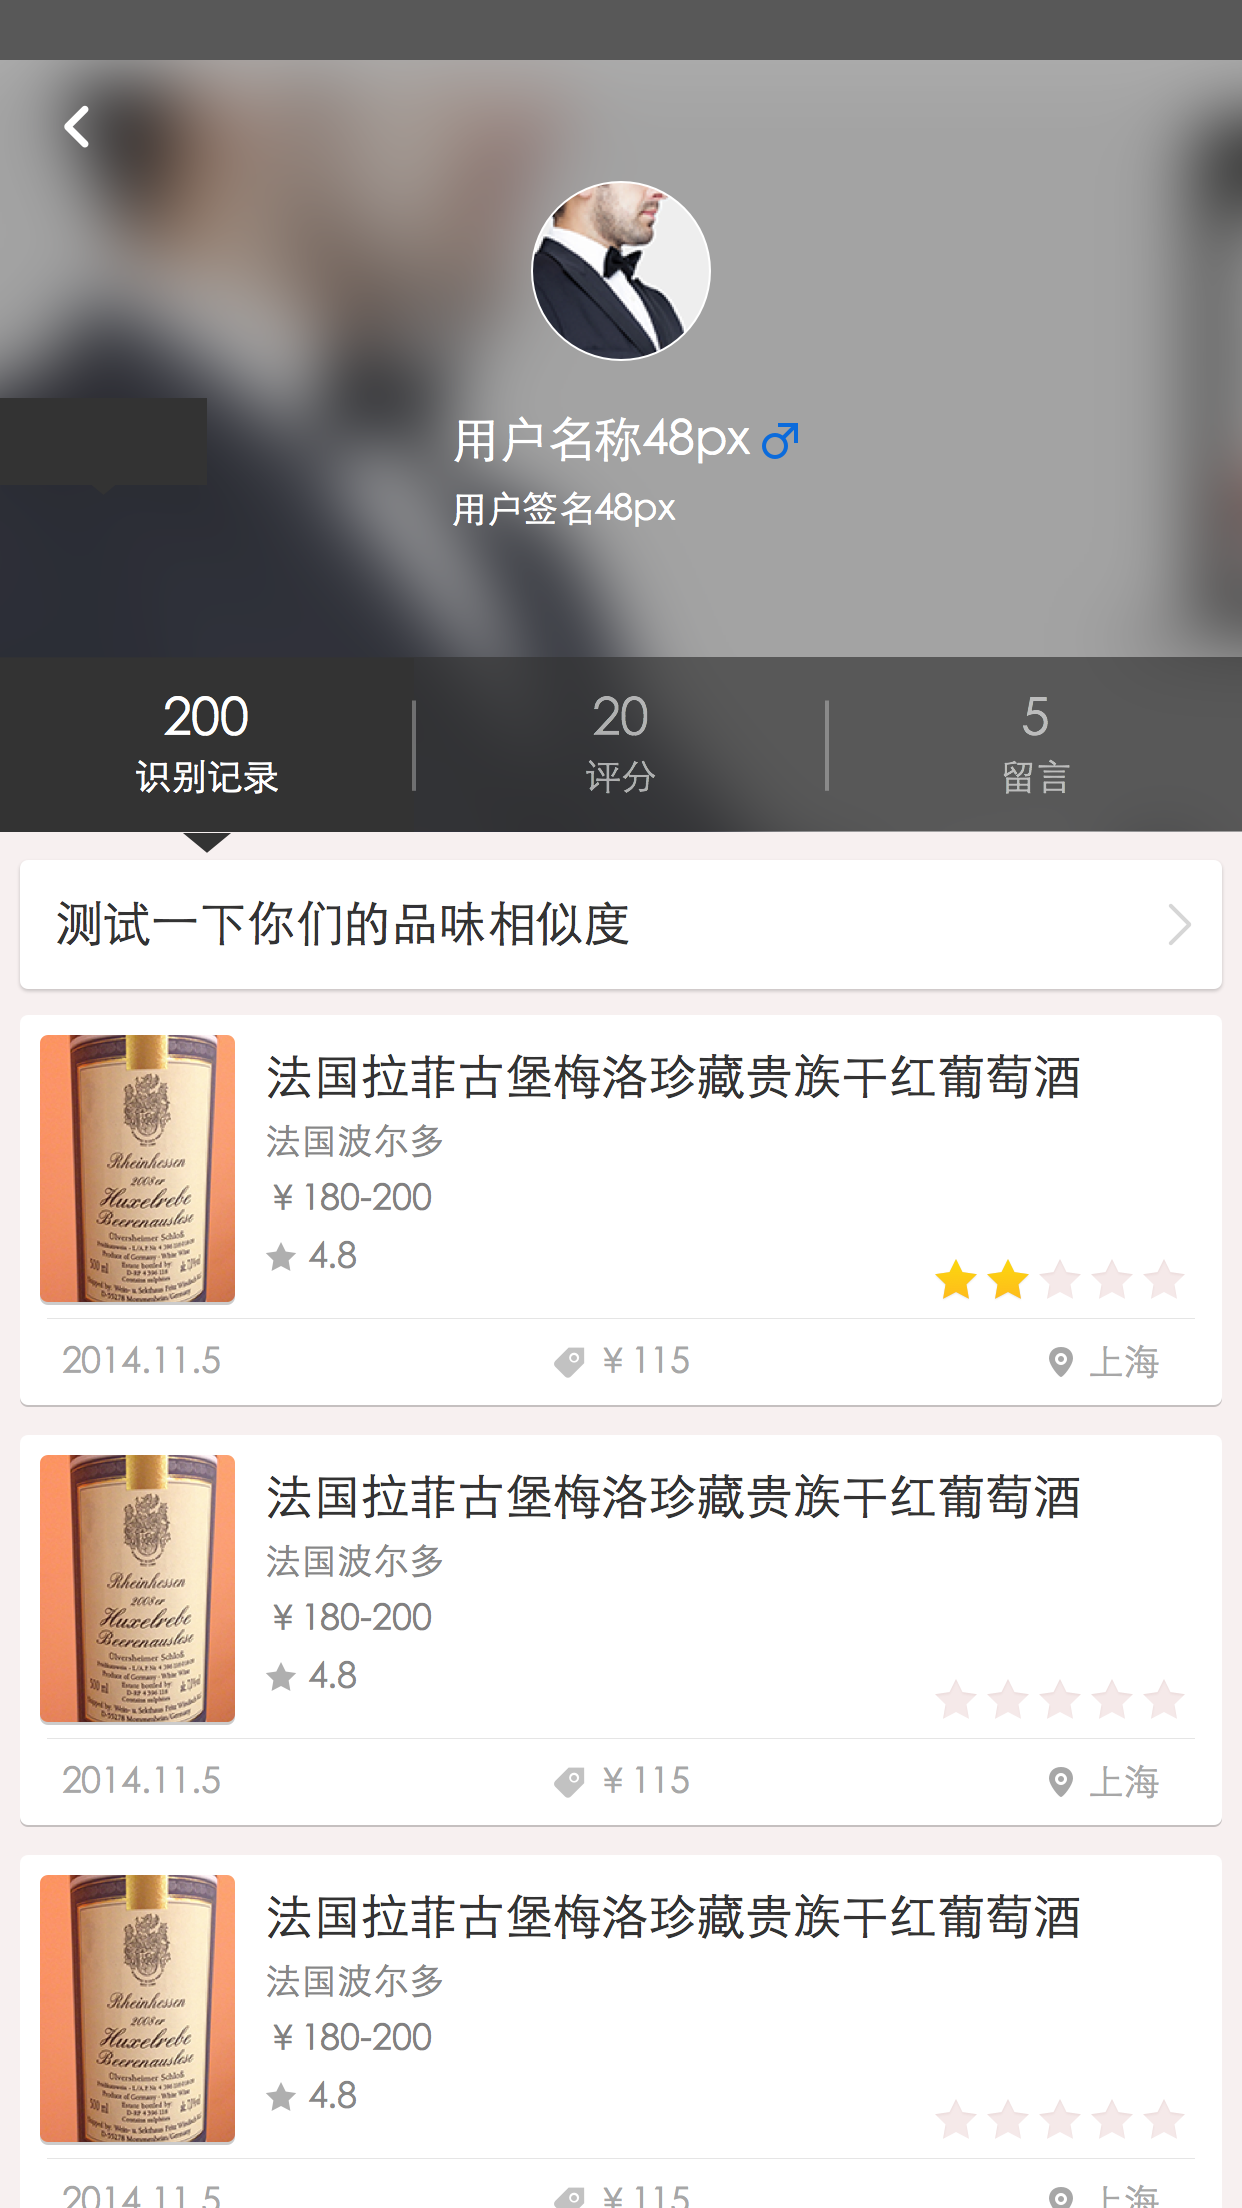 用户名称48px
用户签名48px
200
识别记录
20
评分
5
留言
测试一下你们的品味相似度
法国拉菲古堡梅洛珍藏贵族干红葡萄酒
法国波尔多
¥ 180-200
4.8
2014.11.5
¥ 115
上海
Rheinhessen
2008er
Huxelrebe
Beerenauslese
Ülversheimer Schloß
法国拉菲古堡梅洛珍藏贵族干红葡萄酒
法国波尔多
¥ 180-200
4.8
2014.11.5
¥ 115
上海
Rheinhessen
2008er
Huxelrebe
Beerenauslese
Ülversheimer Schloß
法国拉菲古堡梅洛珍藏贵族干红葡萄酒
法国波尔多
¥ 180-200
4.8
2014.11.5
¥ 115
上海
Rheinhessen
2008er
Huxelrebe
Beerenauslese
Ülversheimer Schloß